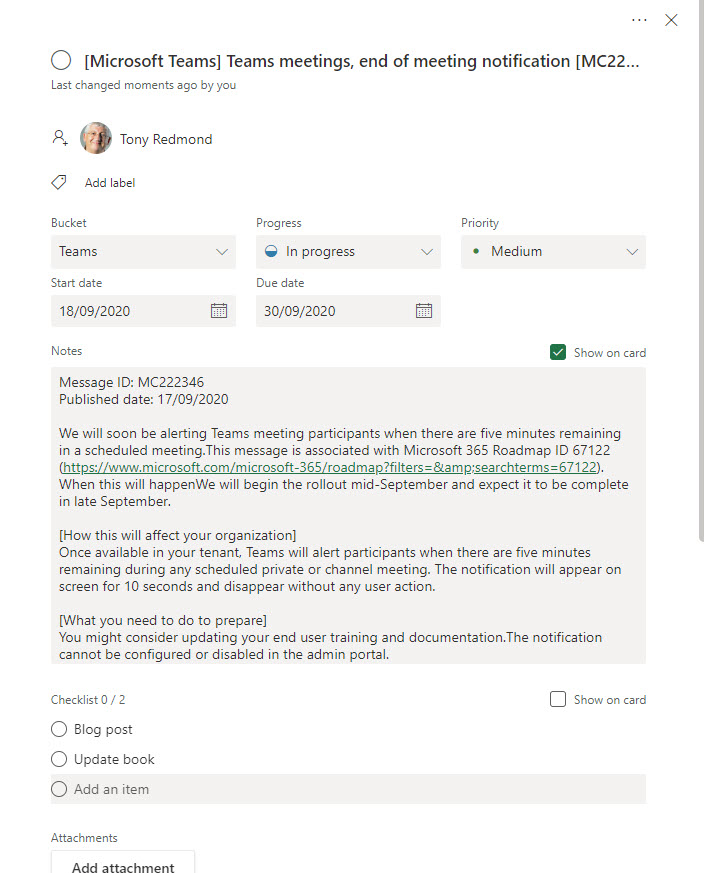 [Microsoft Teams] Teams meetings, end of meeting notification [MC22...
Last changed moments ago by you
Tony Redmond
Add label
Bucket Progress Priority
Teams In progress Medium
Start date Due date
18/09/2020 30/09/2020
Notes Show on card
Message ID: MC222346
Published date: 17/09/2020
We will soon be alerting Teams meeting participants when there are five minutes remaining
in a scheduled meeting.This message is associated with Microsoft 365 Roadmap ID 67122
(https://www.microsoft.com/microsoft-365/roadmap?filters=&amp;searchterms=67122).
When this will happenWe will begin the rollout mid-September and expect it to be complete
in late September.
[How this will affect your organization]
Once available in your tenant, Teams will alert participants when there are five minutes
remaining during any scheduled private or channel meeting. The notification will appear on
screen for 10 seconds and disappear without any user action.
[What you need to do to prepare]
You might consider updating your end user training and documentation.The notification
cannot be configured or disabled in the admin portal.
Checklist 0 / 2 Show on card
Blog post
Update book
Add an item
Attachments
Add attachment